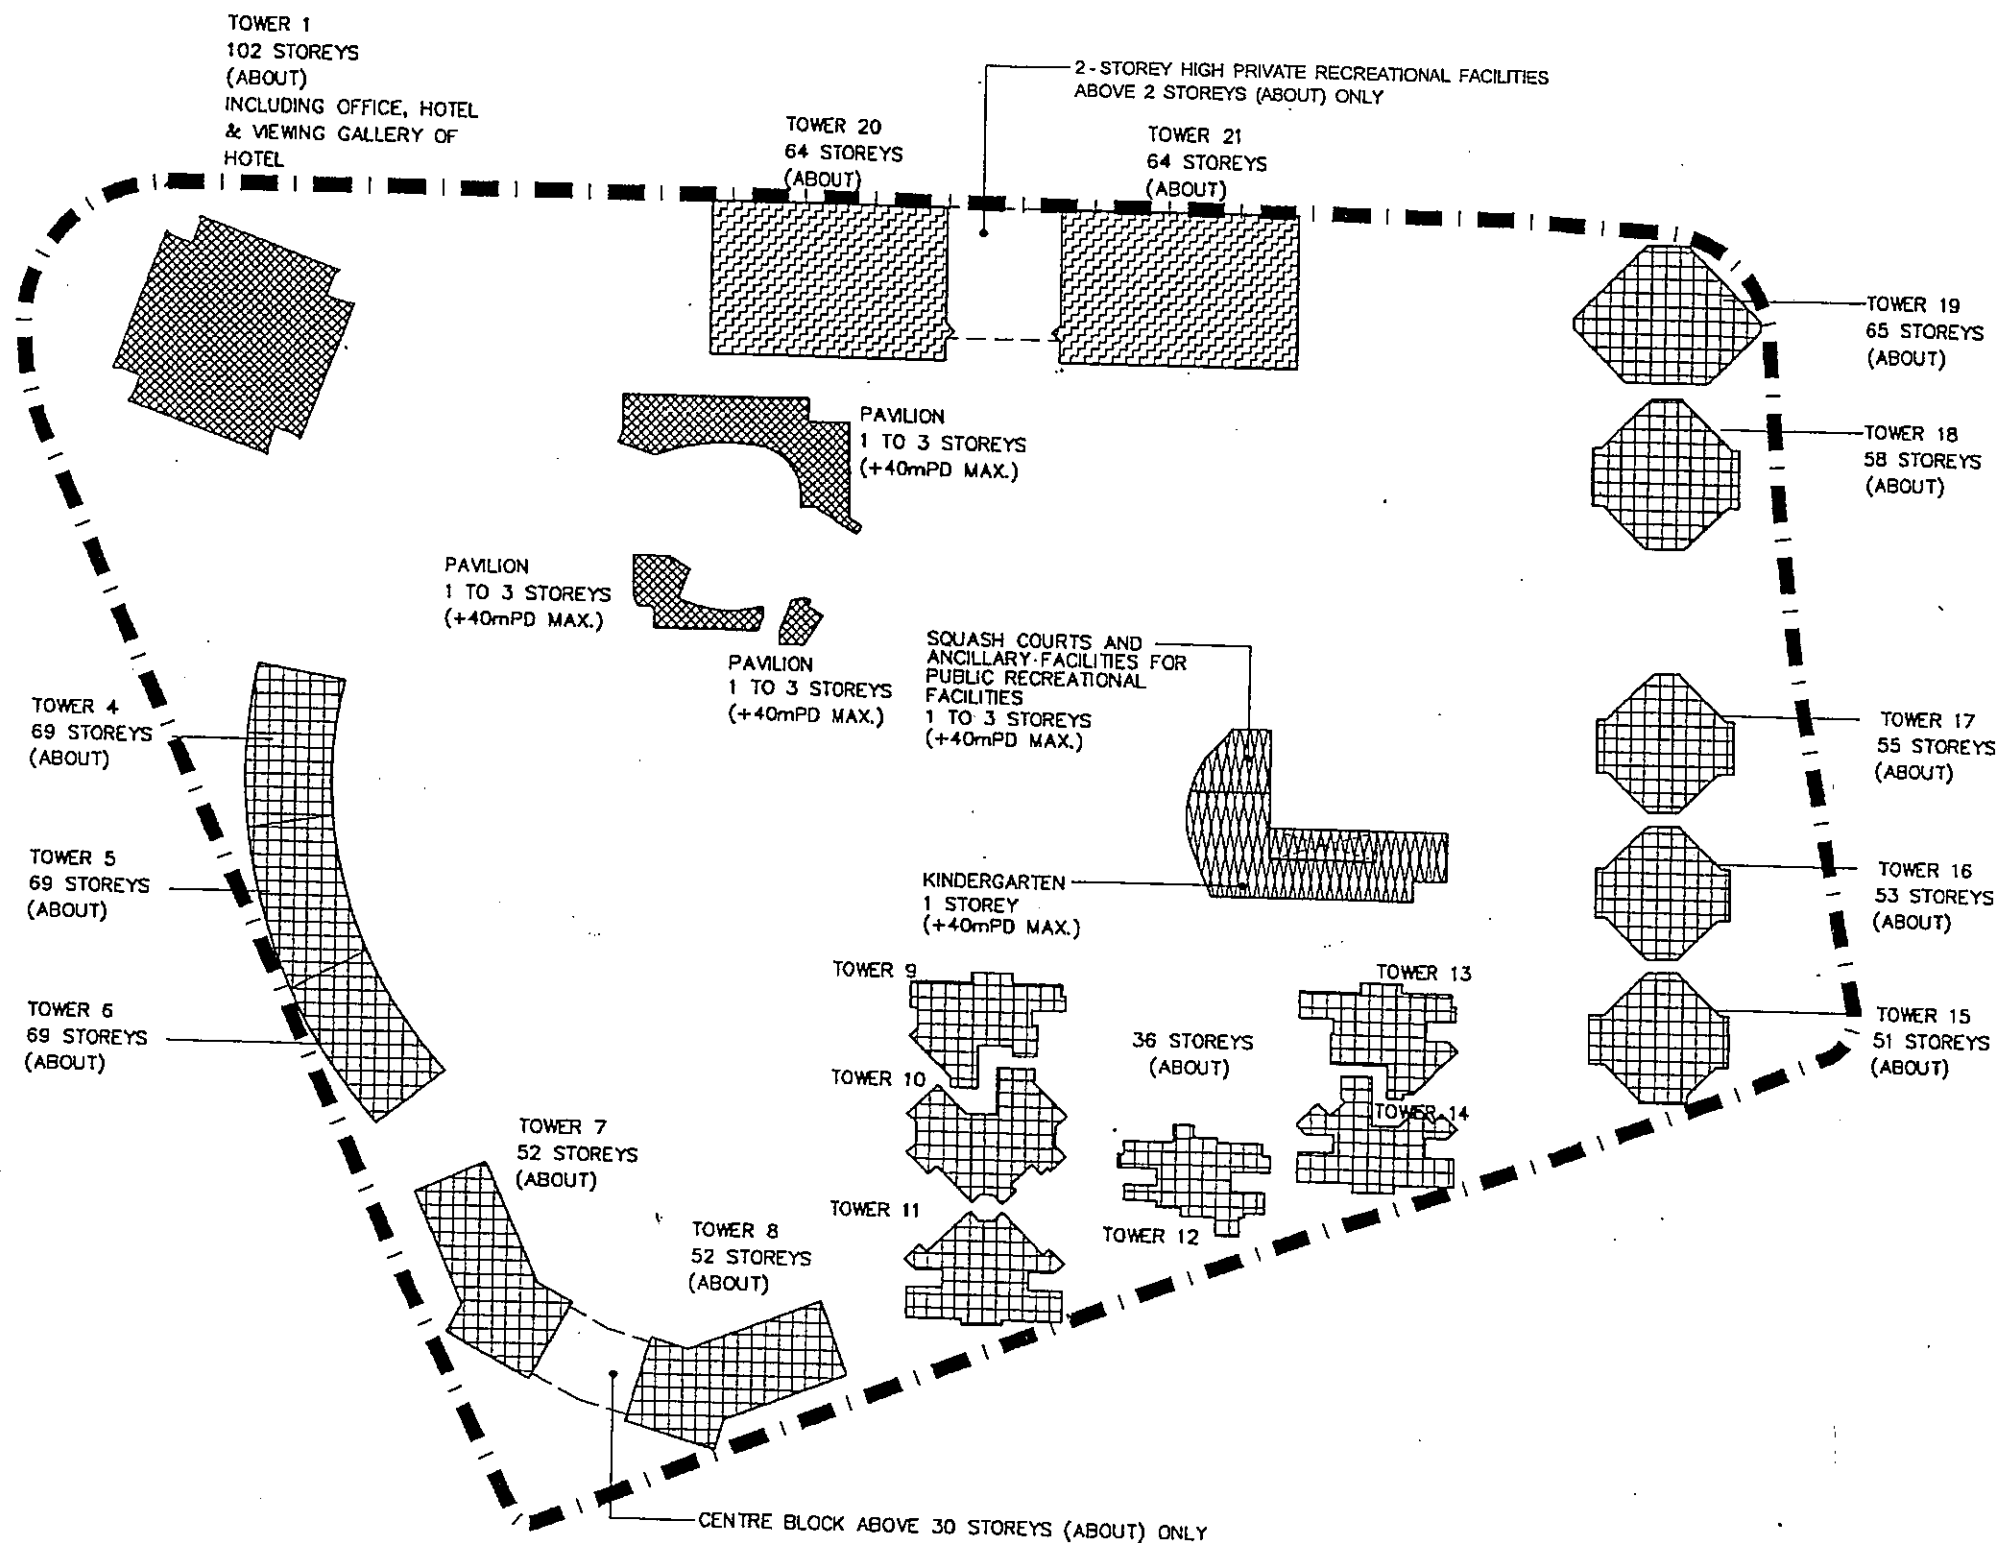 TOWER 1
102 STOREYS
(ABOUT)
INCLUDING OFFICE, HOTEL
& VIEWING GALLERY OF
HOTEL
2-STOREY HIGH PRIVATE RECREATIONAL FACILITIES
ABOVE 2 STOREYS (ABOUT) ONLY
TOWER 20
64 STOREYS
(ABOUT)
TOWER 21
64 STOREYS
(ABOUT)
TOWER 19
65 STOREYS
(ABOUT)
TOWER 18
58 STOREYS
(ABOUT)
PAVILION
1 TO 3 STOREYS
(+40mPD MAX.)
PAVILION
1 TO 3 STOREYS
(+40mPD MAX.)
PAVILION
1 TO 3 STOREYS
(+40mPD MAX.)
SQUASH COURTS AND
ANCILLARY FACILITIES FOR
PUBLIC RECREATIONAL
FACILITIES
1 TO 3 STOREYS
(+40mPD MAX.)
TOWER 4
69 STOREYS
(ABOUT)
TOWER 17
55 STOREYS
(ABOUT)
TOWER 5
69 STOREYS
(ABOUT)
KINDERGARTEN
1 STOREY
(+40mPD MAX.)
TOWER 16
53 STOREYS
(ABOUT)
TOWER 6
69 STOREYS
(ABOUT)
TOWER 9
TOWER 13
36 STOREYS
(ABOUT)
TOWER 15
51 STOREYS
(ABOUT)
TOWER 10
TOWER 14
TOWER 7
52 STOREYS
(ABOUT)
TOWER 11
TOWER 12
TOWER 8
52 STOREYS
(ABOUT)
CENTRE BLOCK ABOVE 30 STOREYS (ABOUT) ONLY